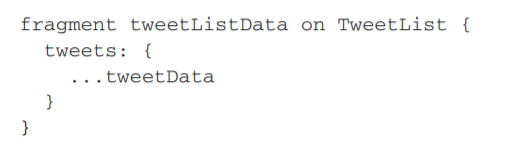 fragment tweetListData on TweetList {
  tweets: {
    ...tweetData
  }
}